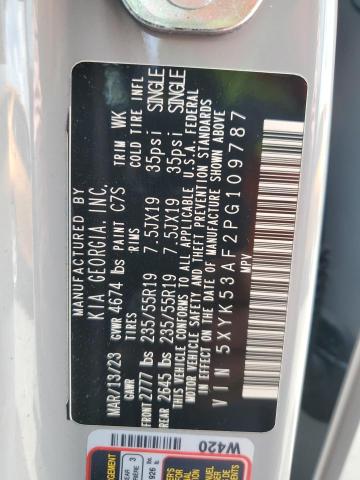 MANUFACTURED BY
KIA GEORGIA, INC.
MAR/13/23 GVWR 4674 lbs PAINT C7S TRIM WK
GAWR TIRES RIMS COLD TIRE INFL
FRONT 2777 lbs 235/55R19 7.5JX19 35psi SINGLE
REAR 2645 lbs 235/55R19 7.5JX19 35psi SINGLE
THIS VEHICLE CONFORMS TO ALL APPLICABLE U.S.A. FEDERAL
MOTOR VEHICLE SAFETY AND THEFT PREVENTION STANDARDS
IN EFFECT ON THE DATE OF MANUFACTURE SHOWN ABOVE.
VIN 5XYK53AF2PG109787
MPV
W420
3
926